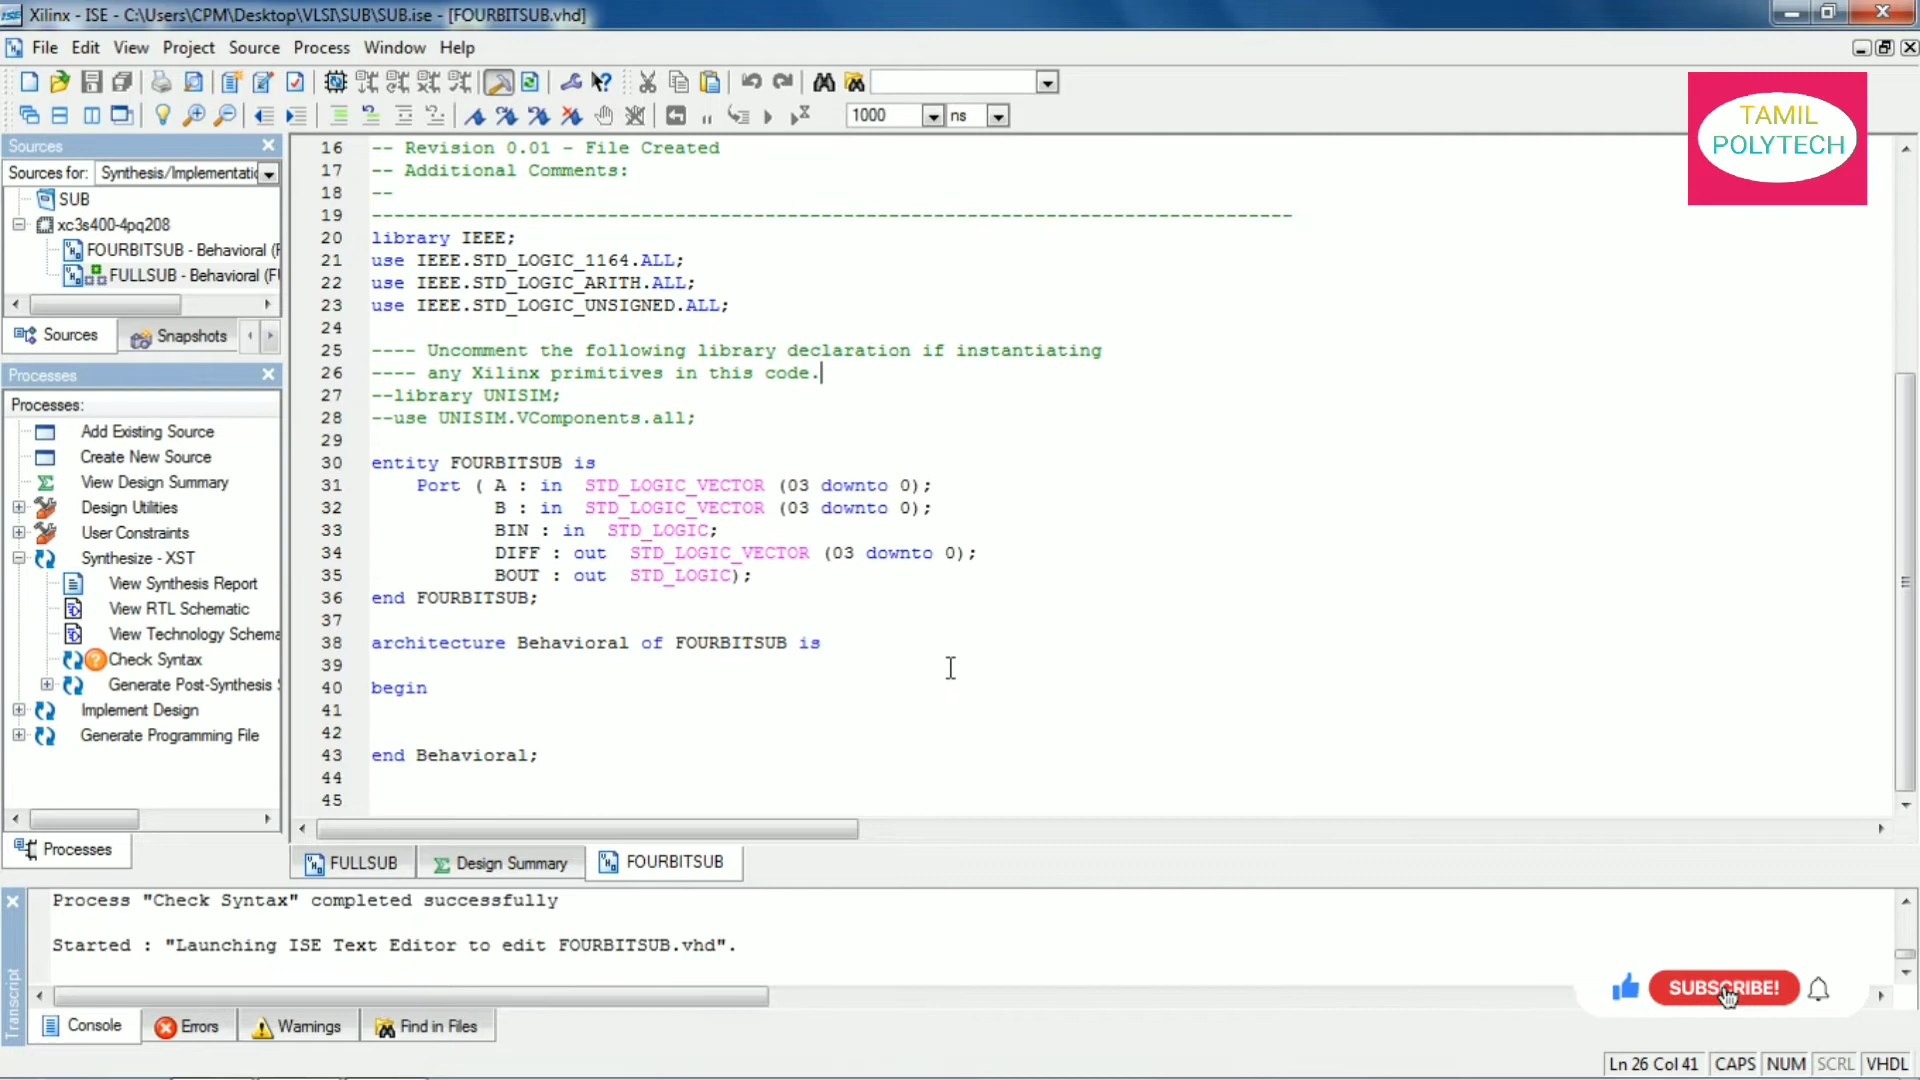 Xilinx - ISE - C:\Users\CPM\Desktop\VLSI\SUB\SUB.ise - [FOURBITSUB.vhd]
File Edit View Project Source Process Window Help
1000 ns
TAMIL
POLYTECH
Sources
Sources for: Synthesis/Implementatic
SUB
xc3s400-4pq208
FOURBITSUB - Behavioral (F
FULLSUB - Behavioral (FU
Sources Snapshots
Processes
Processes:
Add Existing Source
Create New Source
View Design Summary
Design Utilities
User Constraints
Synthesize - XST
View Synthesis Report
View RTL Schematic
View Technology Schema
Check Syntax
Generate Post-Synthesis S
Implement Design
Generate Programming File
Processes
16 -- Revision 0.01 - File Created
17 -- Additional Comments:
18 --
19 ----------------------------------------------------------------------------------
20 library IEEE;
21 use IEEE.STD_LOGIC_1164.ALL;
22 use IEEE.STD_LOGIC_ARITH.ALL;
23 use IEEE.STD_LOGIC_UNSIGNED.ALL;
24
25 ---- Uncomment the following library declaration if instantiating
26 ---- any Xilinx primitives in this code.
27 --library UNISIM;
28 --use UNISIM.VComponents.all;
29
30 entity FOURBITSUB is
31 Port ( A : in STD_LOGIC_VECTOR (03 downto 0);
32 B : in STD_LOGIC_VECTOR (03 downto 0);
33 BIN : in STD_LOGIC;
34 DIFF : out STD_LOGIC_VECTOR (03 downto 0);
35 BOUT : out STD_LOGIC);
36 end FOURBITSUB;
37
38 architecture Behavioral of FOURBITSUB is
39
40 begin
41
42
43 end Behavioral;
44
45
FULLSUB Design Summary FOURBITSUB
Process "Check Syntax" completed successfully
Started : "Launching ISE Text Editor to edit FOURBITSUB.vhd".
Transcript
SUBSCRIBE!
Console Errors Warnings Find in Files
Ln 26 Col 41 CAPS NUM SCRL VHDL